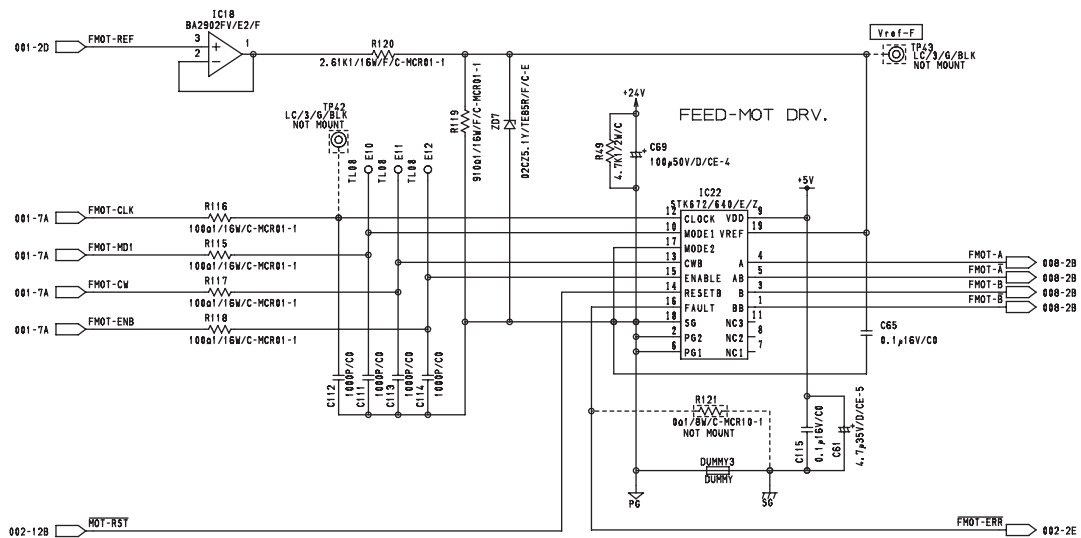 IC18
BA2902FV/E2/F
001-2D FMOT-REF 3 + 1
2 -
R120
2.61K1/16W/F/C-MCR01-1
Vref-F
TP43
LC/3/G/BLK
NOT MOUNT
TP42
LC/3/G/BLK
NOT MOUNT
R119
910Ω1/16W/F/C-MCR01-1
ZD7
02CZ5.1Y/TE85R/F/C-E
+24V
FEED-MOT DRV.
R49
4.7K1/2W/C
C69
100μ50V/D/CE-4
TL08 E10
TL08 E11
TL08 E12
+5V
IC22
STK672/640/E/Z
001-7A FMOT-CLK
R116
100Ω1/16W/C-MCR01-1
001-7A FMOT-MD1
R115
100Ω1/16W/C-MCR01-1
001-7A FMOT-CW
R117
100Ω1/16W/C-MCR01-1
001-7A FMOT-ENB
R118
100Ω1/16W/C-MCR01-1
12 CLOCK VDD 9
10 MODE1 VREF 19
17 MODE2
13 CWB A 4
15 ENABLE AB 5
14 RESETB B 3
16 FAULT BB 1
18 SG NC3 11
2 PG2 NC2 8
6 PG1 NC1 7
FMOT-A 008-2B
FMOT-A 008-2B
FMOT-B 008-2B
FMOT-B 008-2B
C65
0.1μ16V/C0
C112
1000P/C0
C111
1000P/C0
C113
1000P/C0
C114
1000P/C0
R121
0Ω1/8W/C-MCR10-1
NOT MOUNT
C115
0.1μ16V/C0
C61
4.7μ35V/D/CE-5
DUMMY3
DUMMY
PG
SG
002-12B MOT-RST
FMOT-ERR 002-2E